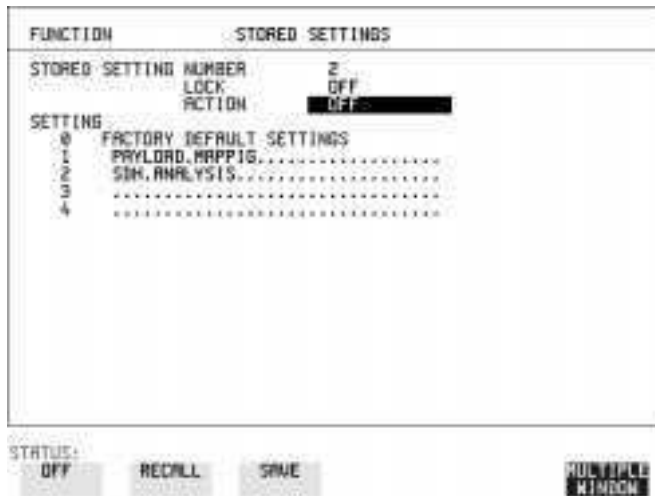 FUNCTION STORED SETTINGS
STORED SETTING NUMBER 2
LOCK OFF
ACTION OFF
SETTING
0 FACTORY DEFAULT SETTINGS
1 PAYLOAD.MAPPIG..................
2 SDH.ANALYSIS....................
3 ................................
4 ................................
STATUS:
OFF RECALL SAVE MULTIPLE WINDOW